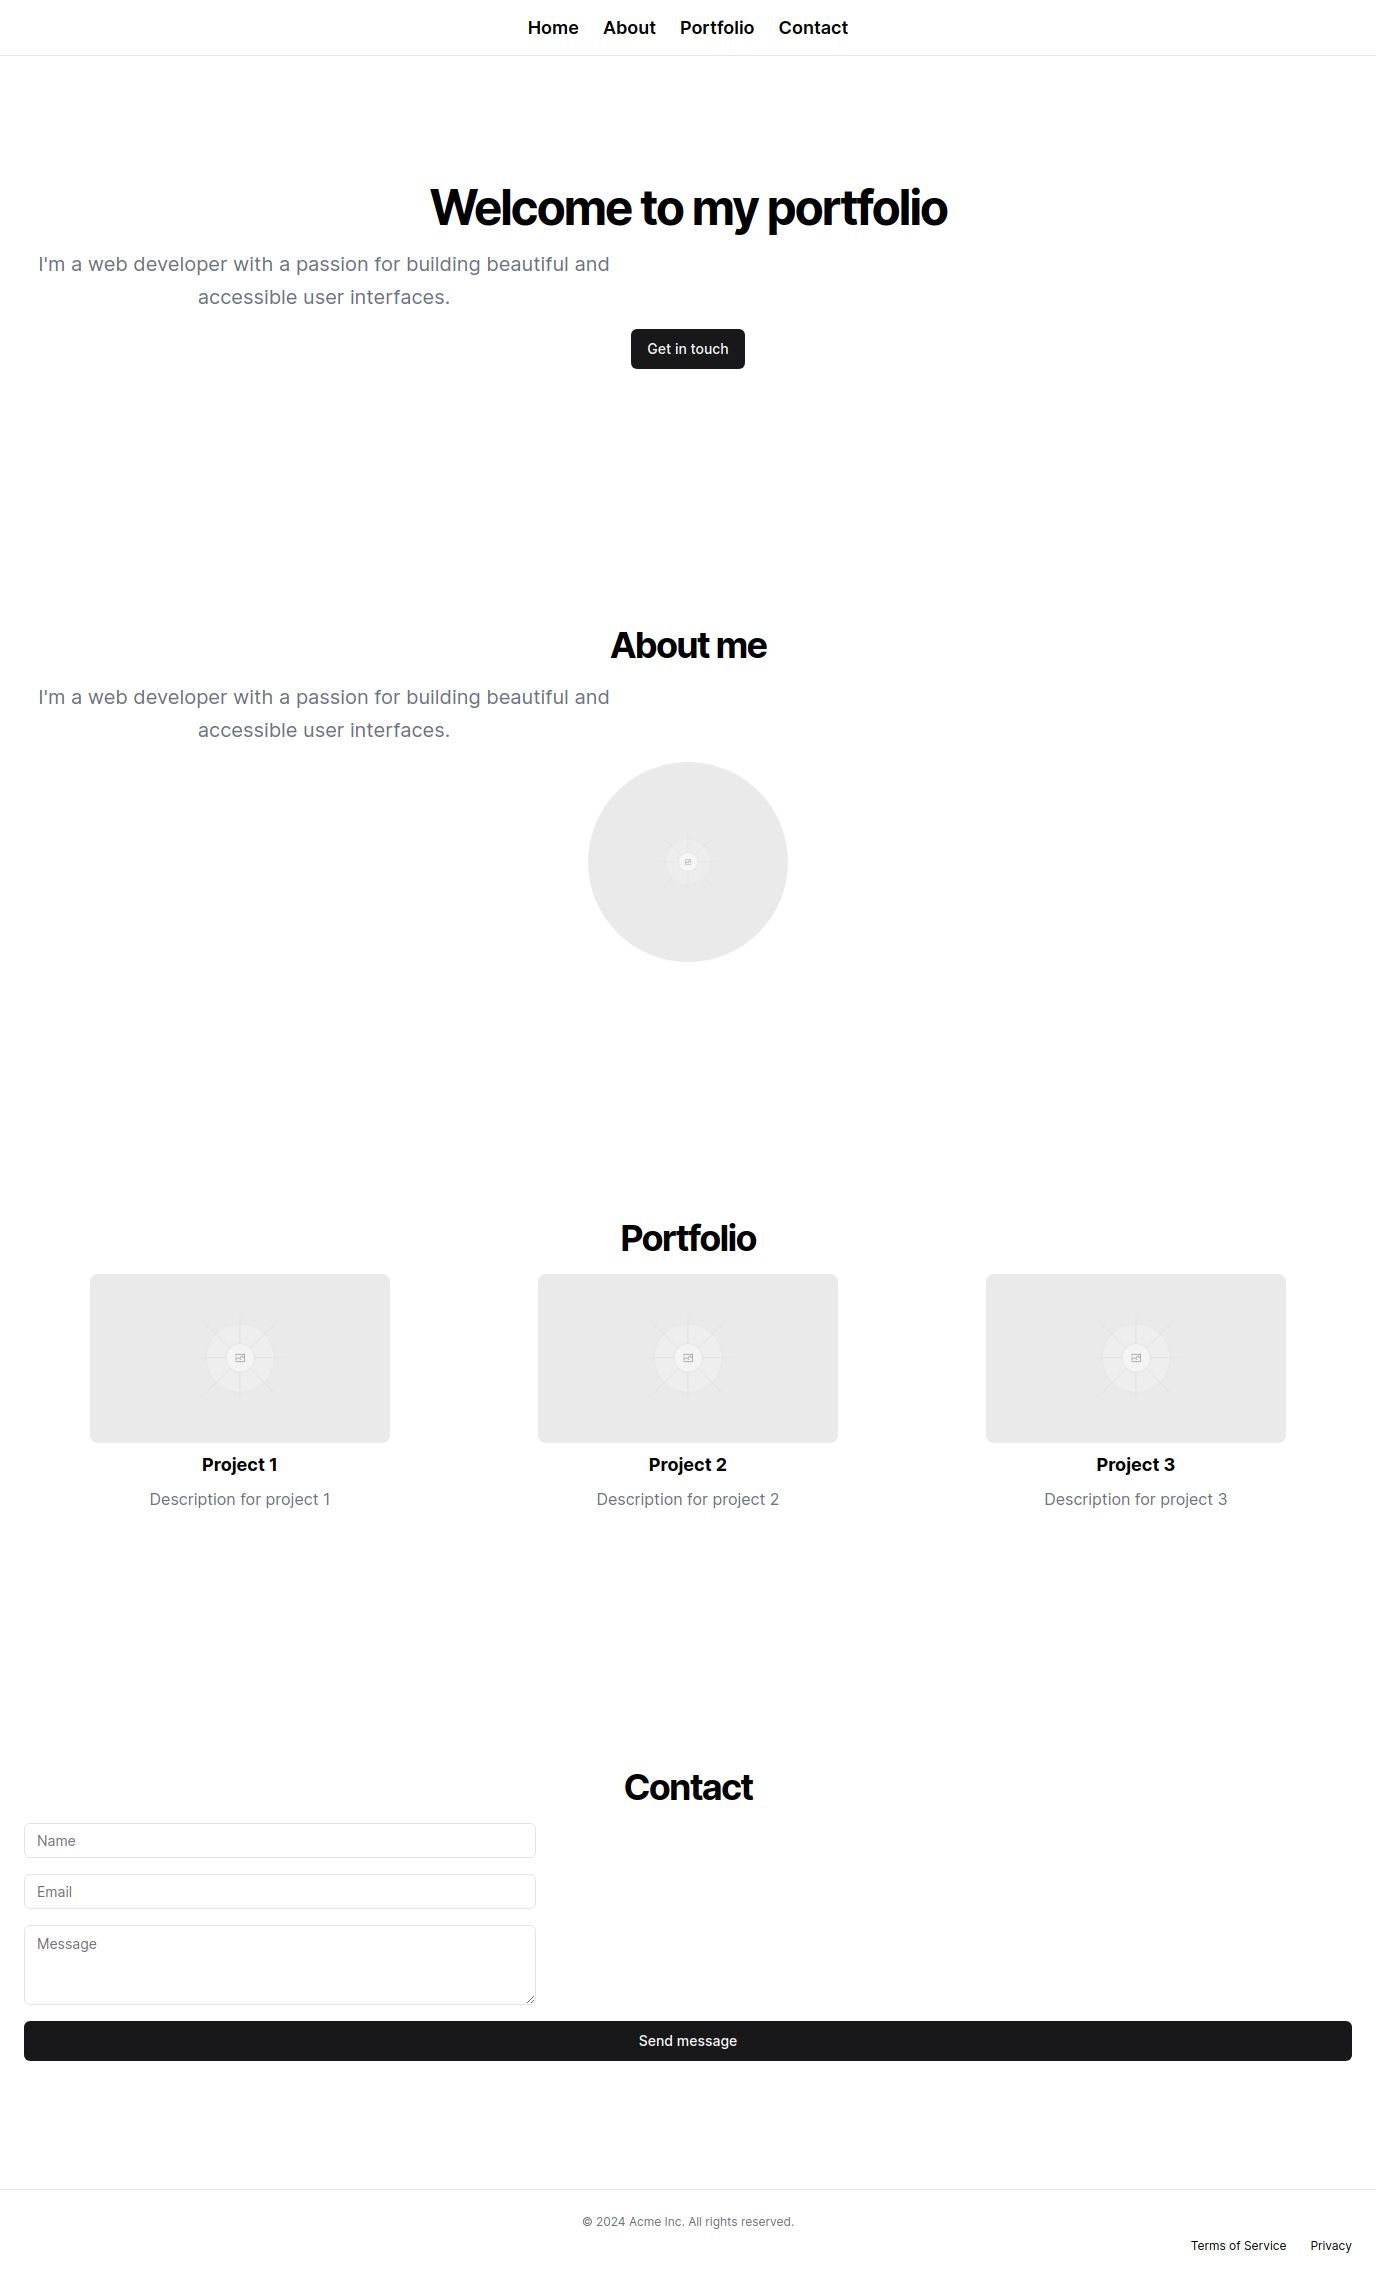 Home About Portfolio Contact
Welcome to my portfolio
I'm a web developer with a passion for building beautiful and
accessible user interfaces.
Get in touch
About me
I'm a web developer with a passion for building beautiful and
accessible user interfaces.
Portfolio
Project 1
Description for project 1
Project 2
Description for project 2
Project 3
Description for project 3
Contact
Name
Email
Message
Send message
© 2024 Acme Inc. All rights reserved.
Terms of Service Privacy